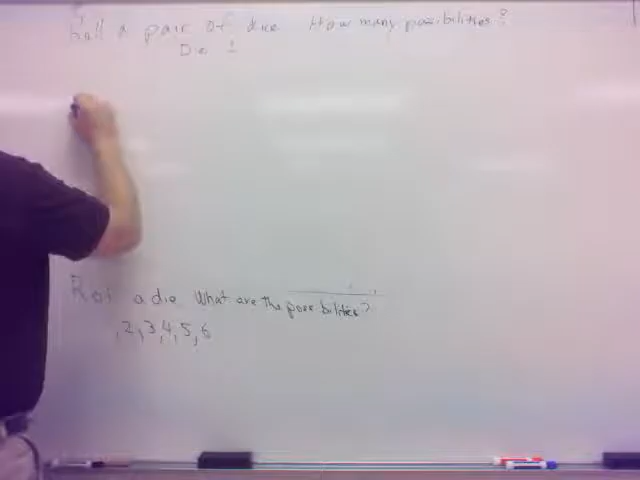 Roll a pair of dice How many possibilities?
Die 1
Roll a die What are the possibilities?
,2,3,4,5,6